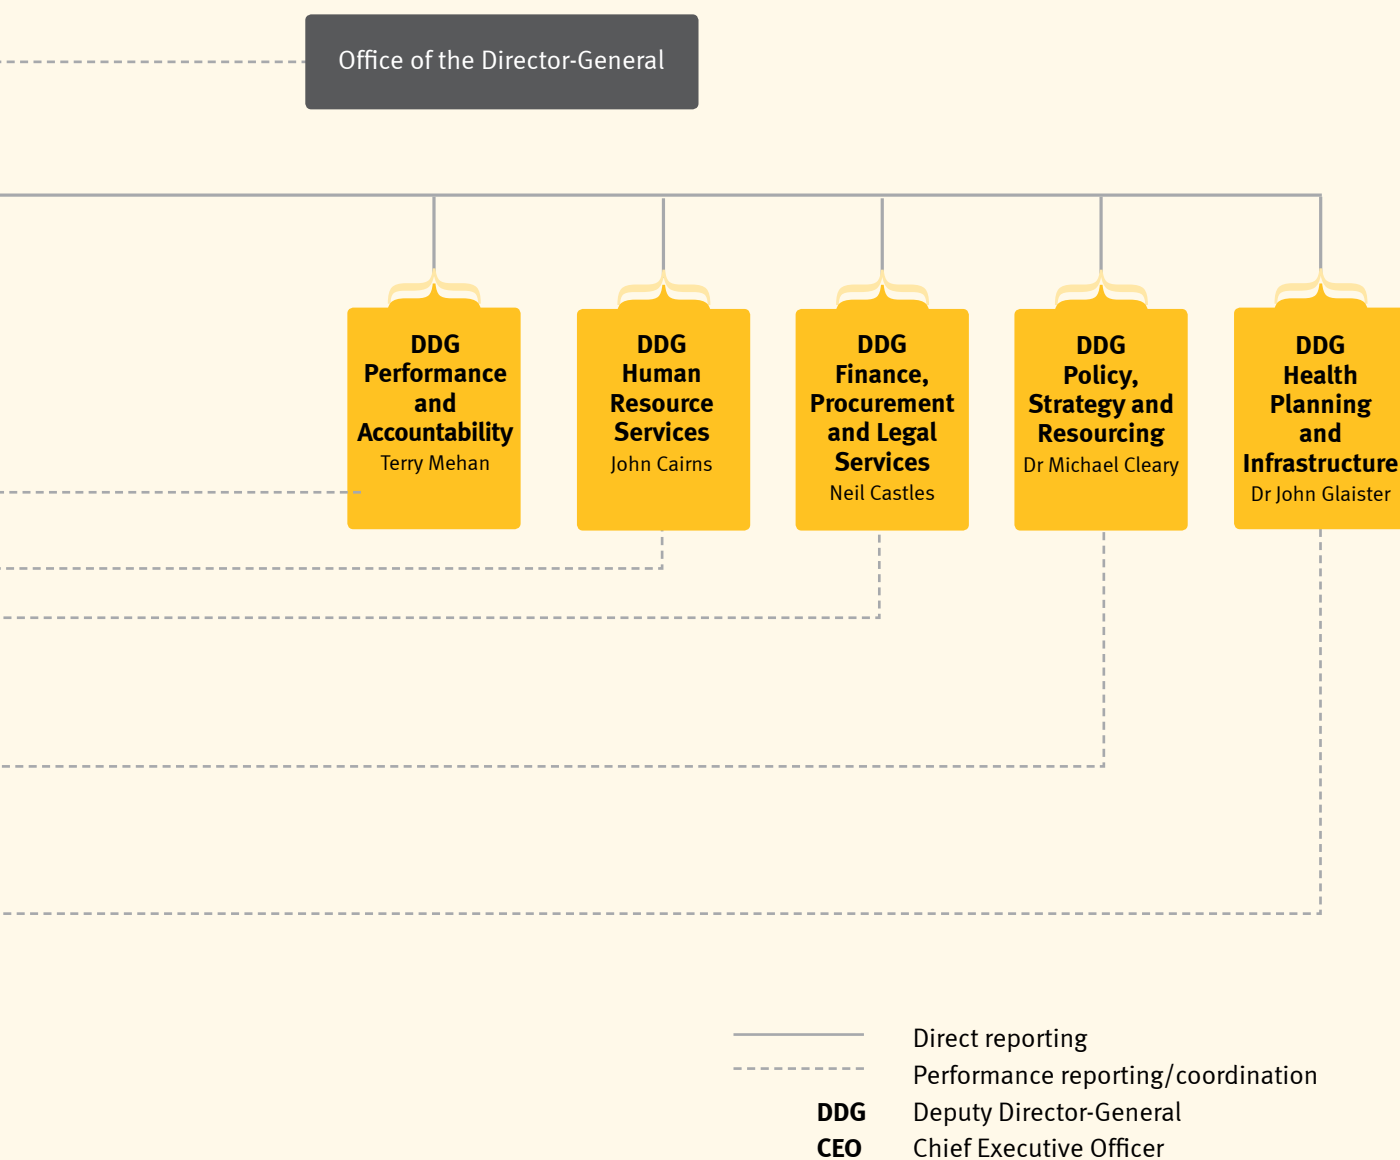 Office of the Director-General
DDG
Performance
and
Accountability
Terry Mehan
DDG
Human
Resource
Services
John Cairns
DDG
Finance,
Procurement
and Legal
Services
Neil Castles
DDG
Policy,
Strategy and
Resourcing
Dr Michael Cleary
DDG
Health
Planning
and
Infrastructure
Dr John Glaister
Direct reporting
Performance reporting/coordination
DDG Deputy Director-General
CEO Chief Executive Officer